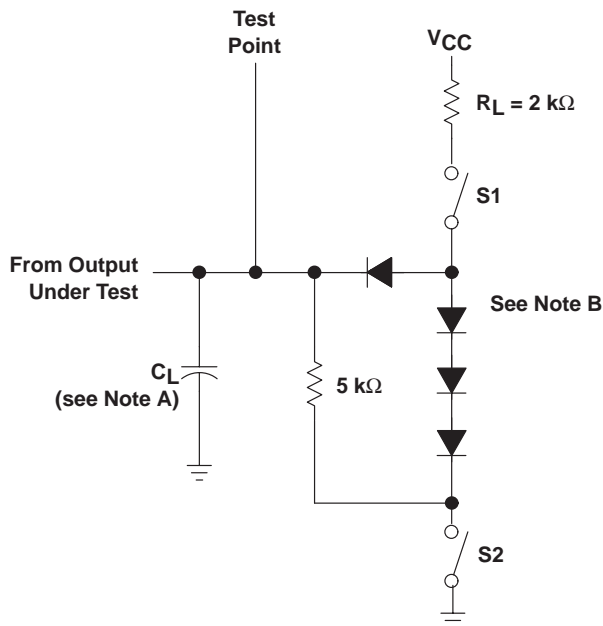 Test
Point
VCC
RL = 2 kΩ
S1
From Output
Under Test
See Note B
CL
(see Note A)
5 kΩ
S2